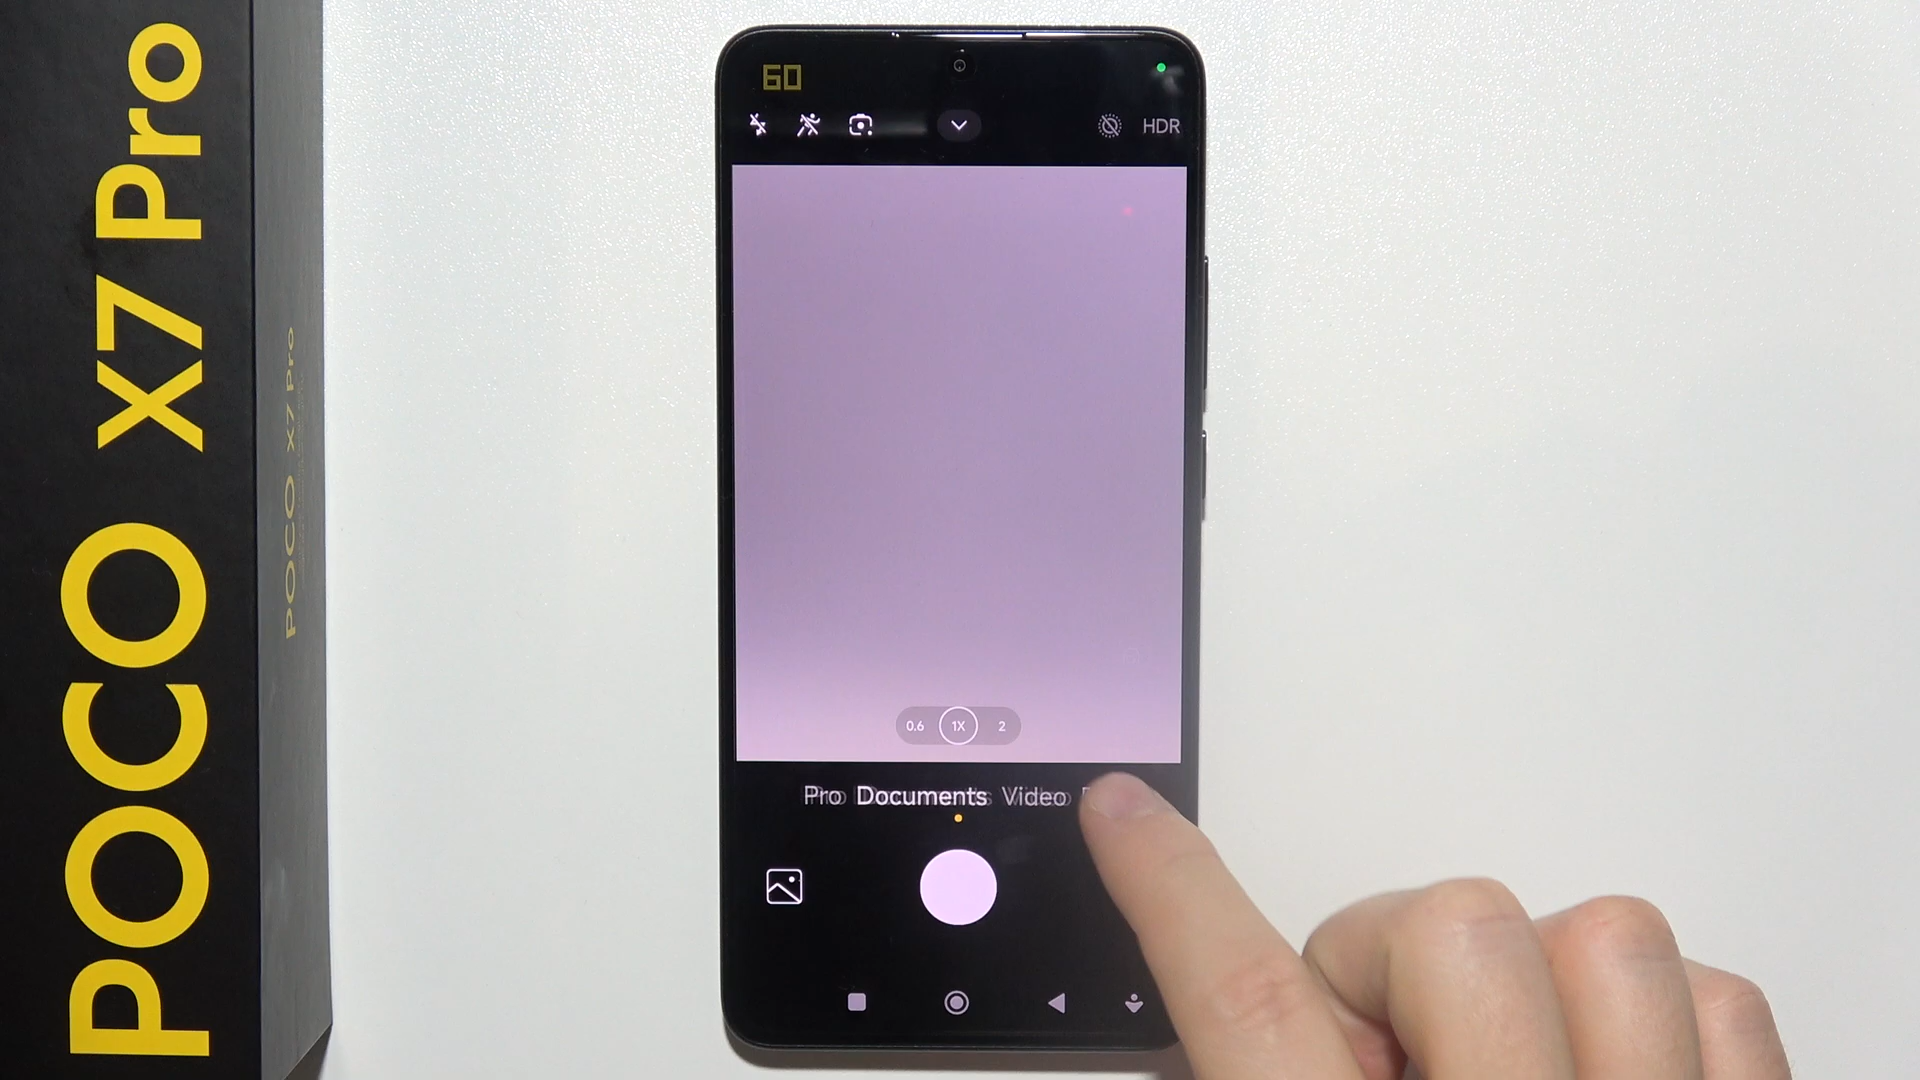 POCO X7 Pro
POCO X7 Pro
60
HDR
0.6 1X 2
Pro Documents Video